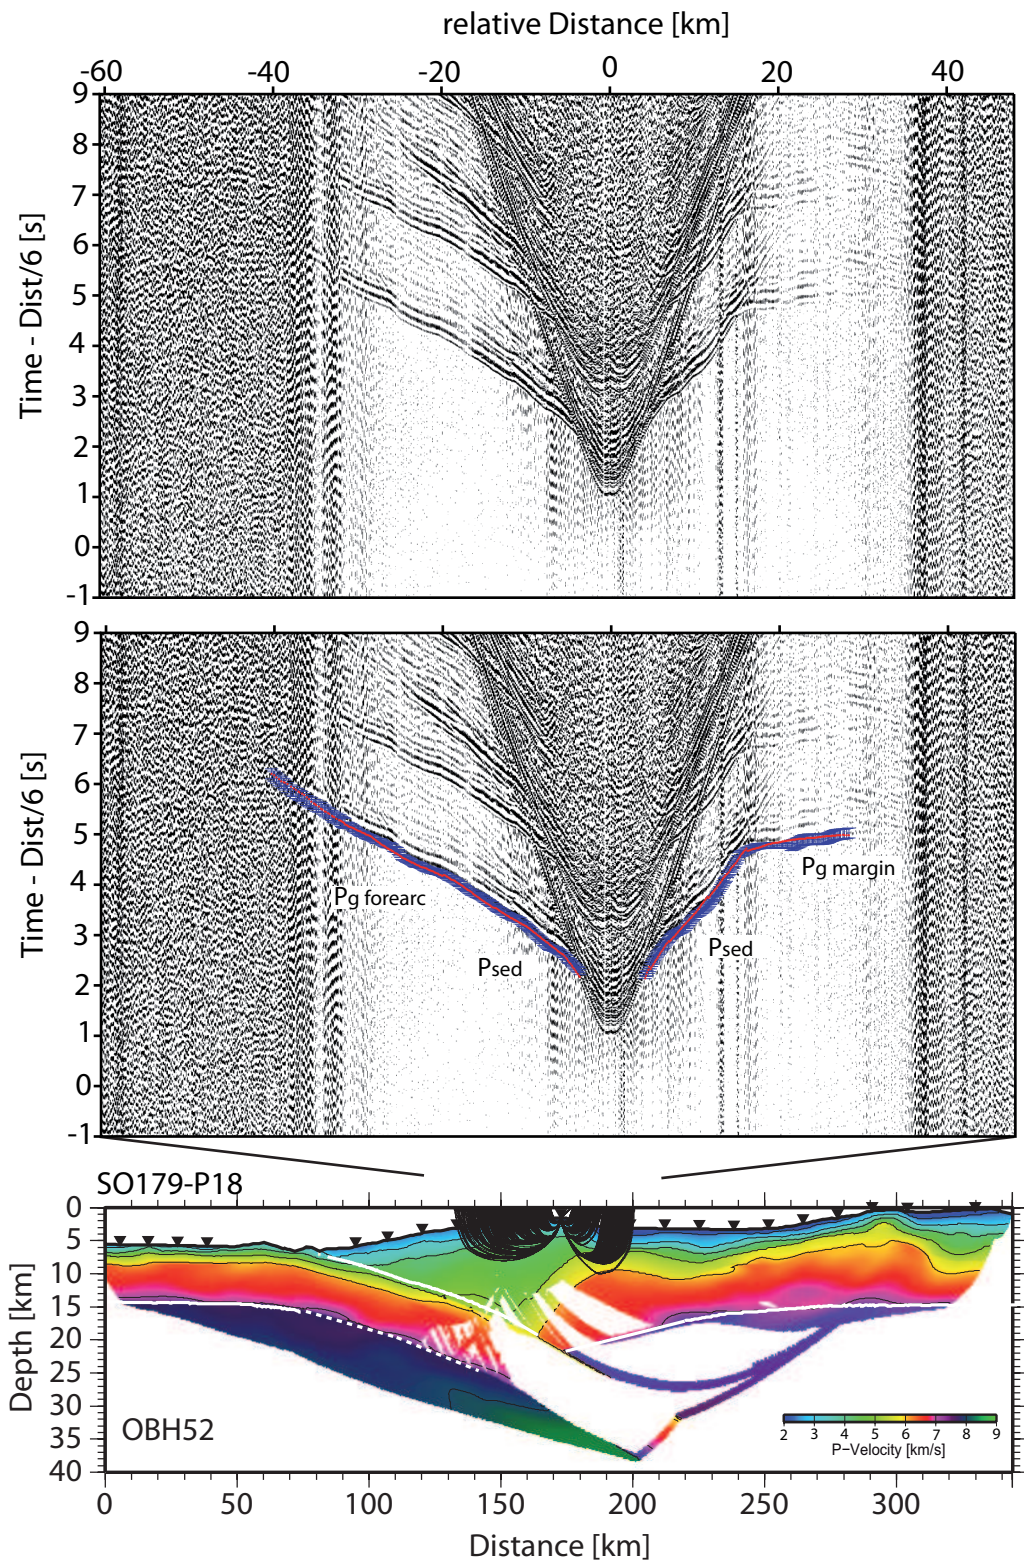 relative Distance [km]
-60 -40 -20 0 20 40
9
8
7
6
5
4
3
2
1
0
-1
Time - Dist/6 [s]
9
8
7
6
5
4
3
2
1
0
-1
Time - Dist/6 [s]
Pg forearc
Psed
Psed
Pg margin
SO179-P18
0
5
10
15
20
25
30
35
40
Depth [km]
OBH52
2 3 4 5 6 7 8 9
P-Velocity [km/s]
0 50 100 150 200 250 300
Distance [km]